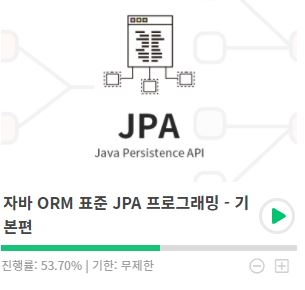 JPA
Java Persistence API
자바 ORM 표준 JPA 프로그래밍 - 기
본편
진행률: 53.70% | 기한: 무제한